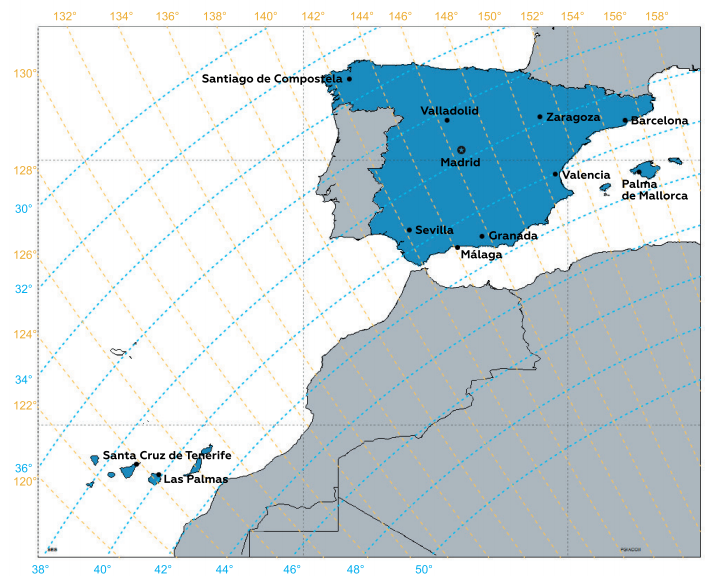 132° 134° 136° 138° 140° 142° 144° 146° 148° 150° 152° 154° 156° 158°
130°
Santiago de Compostela
Valladolid
Zaragoza
Barcelona
Madrid
128°
Valencia
Palma
de Mallorca
30°
Sevilla
Granada
126°
Málaga
32°
124°
34°
122°
Santa Cruz de Tenerife
36°
Las Palmas
120°
38° 40° 42° 44° 46° 48° 50°